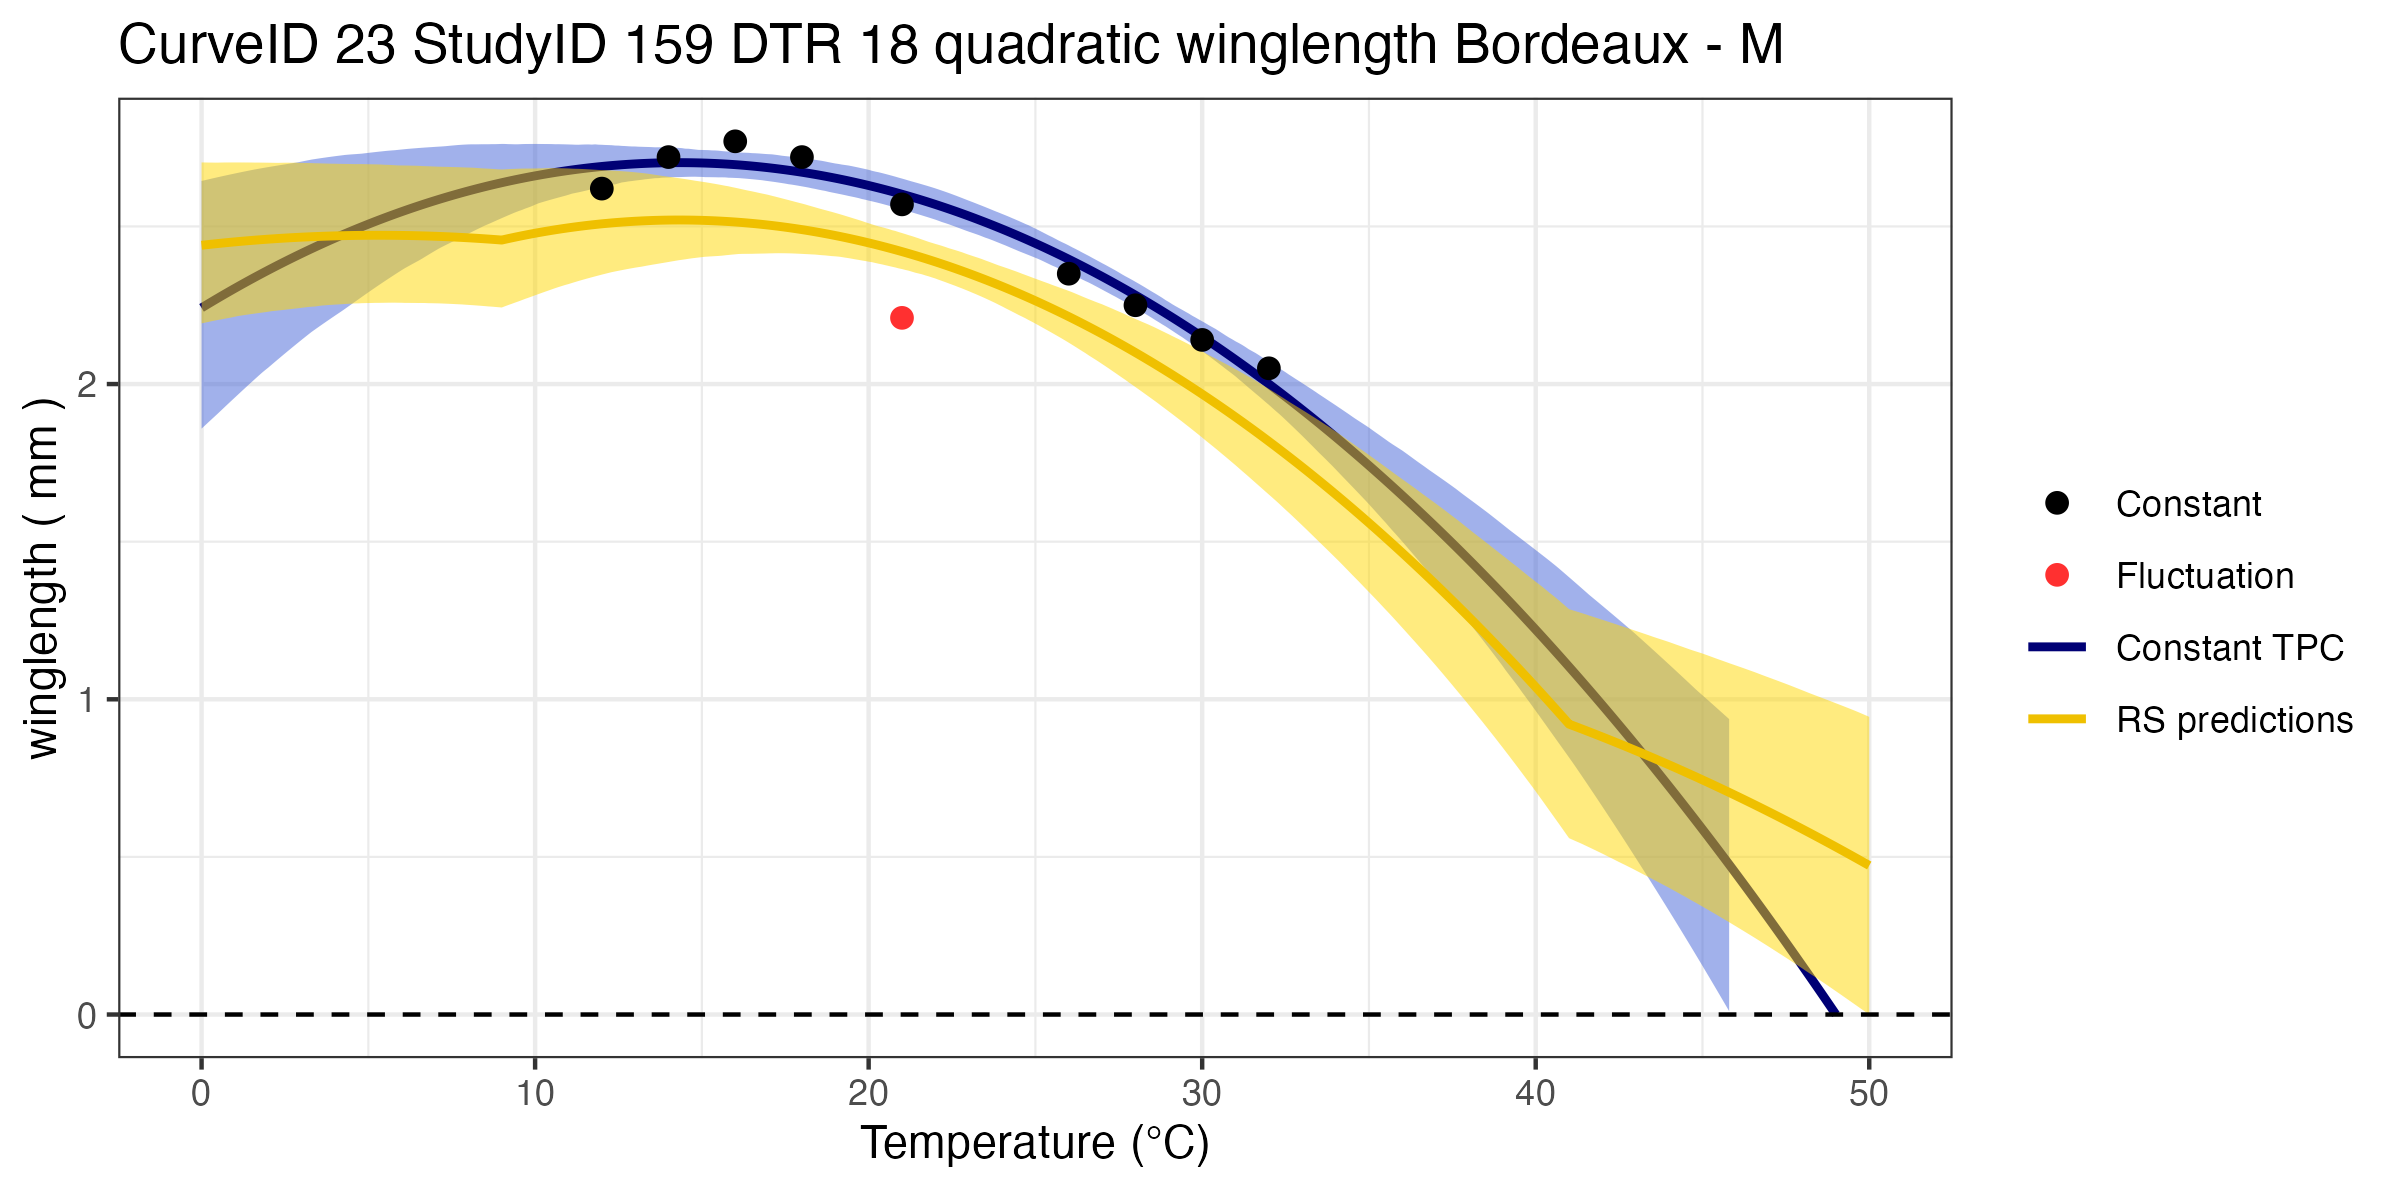 CurveID 23 StudyID 159 DTR 18 quadratic winglength Bordeaux - M
winglength ( mm )
2
1
0
0 10 20 30 40 50
Temperature (°C)
Constant
Fluctuation
Constant TPC
RS predictions